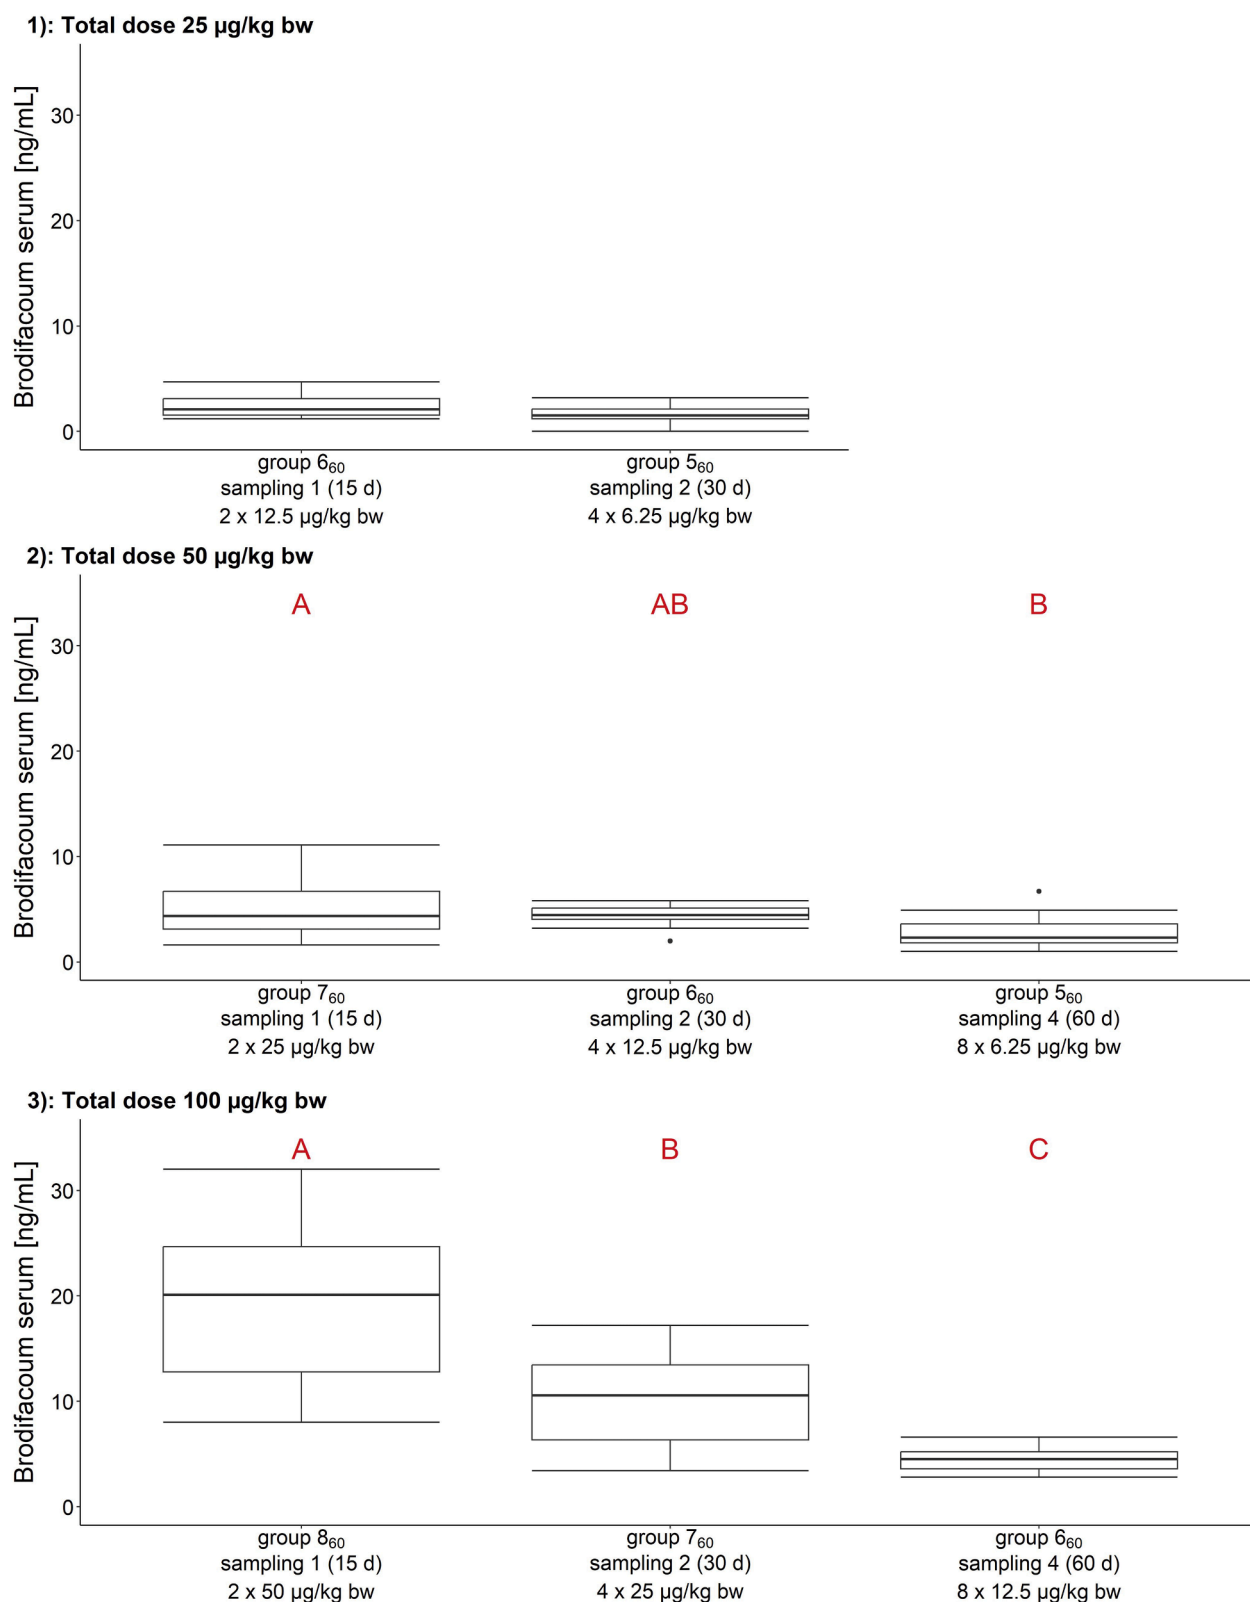 1): Total dose 25 µg/kg bw
Brodifacoum serum [ng/mL]
30
20
10
0
group 6₆₀
sampling 1 (15 d)
2 x 12.5 µg/kg bw
group 5₆₀
sampling 2 (30 d)
4 x 6.25 µg/kg bw
2): Total dose 50 µg/kg bw
Brodifacoum serum [ng/mL]
30
20
10
0
A
AB
B
group 7₆₀
sampling 1 (15 d)
2 x 25 µg/kg bw
group 6₆₀
sampling 2 (30 d)
4 x 12.5 µg/kg bw
group 5₆₀
sampling 4 (60 d)
8 x 6.25 µg/kg bw
3): Total dose 100 µg/kg bw
Brodifacoum serum [ng/mL]
30
20
10
0
A
B
C
group 8₆₀
sampling 1 (15 d)
2 x 50 µg/kg bw
group 7₆₀
sampling 2 (30 d)
4 x 25 µg/kg bw
group 6₆₀
sampling 4 (60 d)
8 x 12.5 µg/kg bw